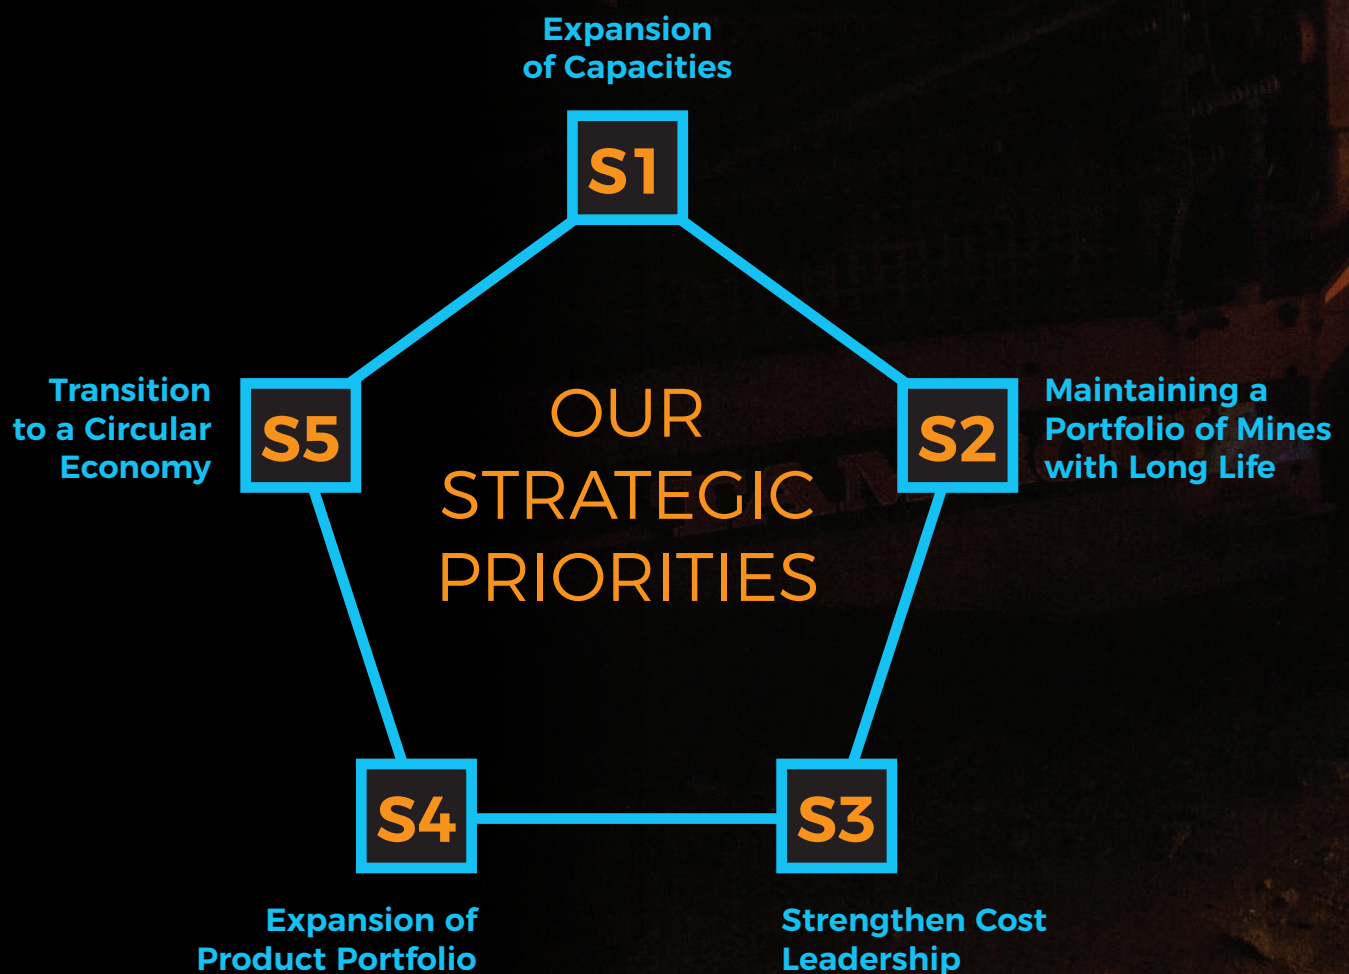 Expansion
of Capacities
S1
Transition
to a Circular
Economy
S5
OUR
STRATEGIC
PRIORITIES
S2
Maintaining a
Portfolio of Mines
with Long Life
S4
Expansion of
Product Portfolio
S3
Strengthen Cost
Leadership